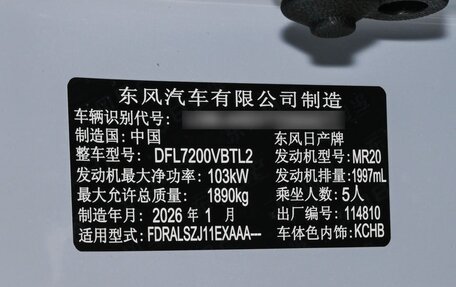 东风汽车有限公司制造
车辆识别代号:
制造国:中国 东风日产牌
整车型号: DFL7200VBTL2 发动机型号:MR20
发动机最大净功率: 103kW 发动机排量:1997mL
最大允许总质量: 1890kg 乘坐人数:5人
制造年月:2026年1月 出厂编号:114810
适用型式:FDRALSZJ11EXAAA--- 车体色内饰:KCHB